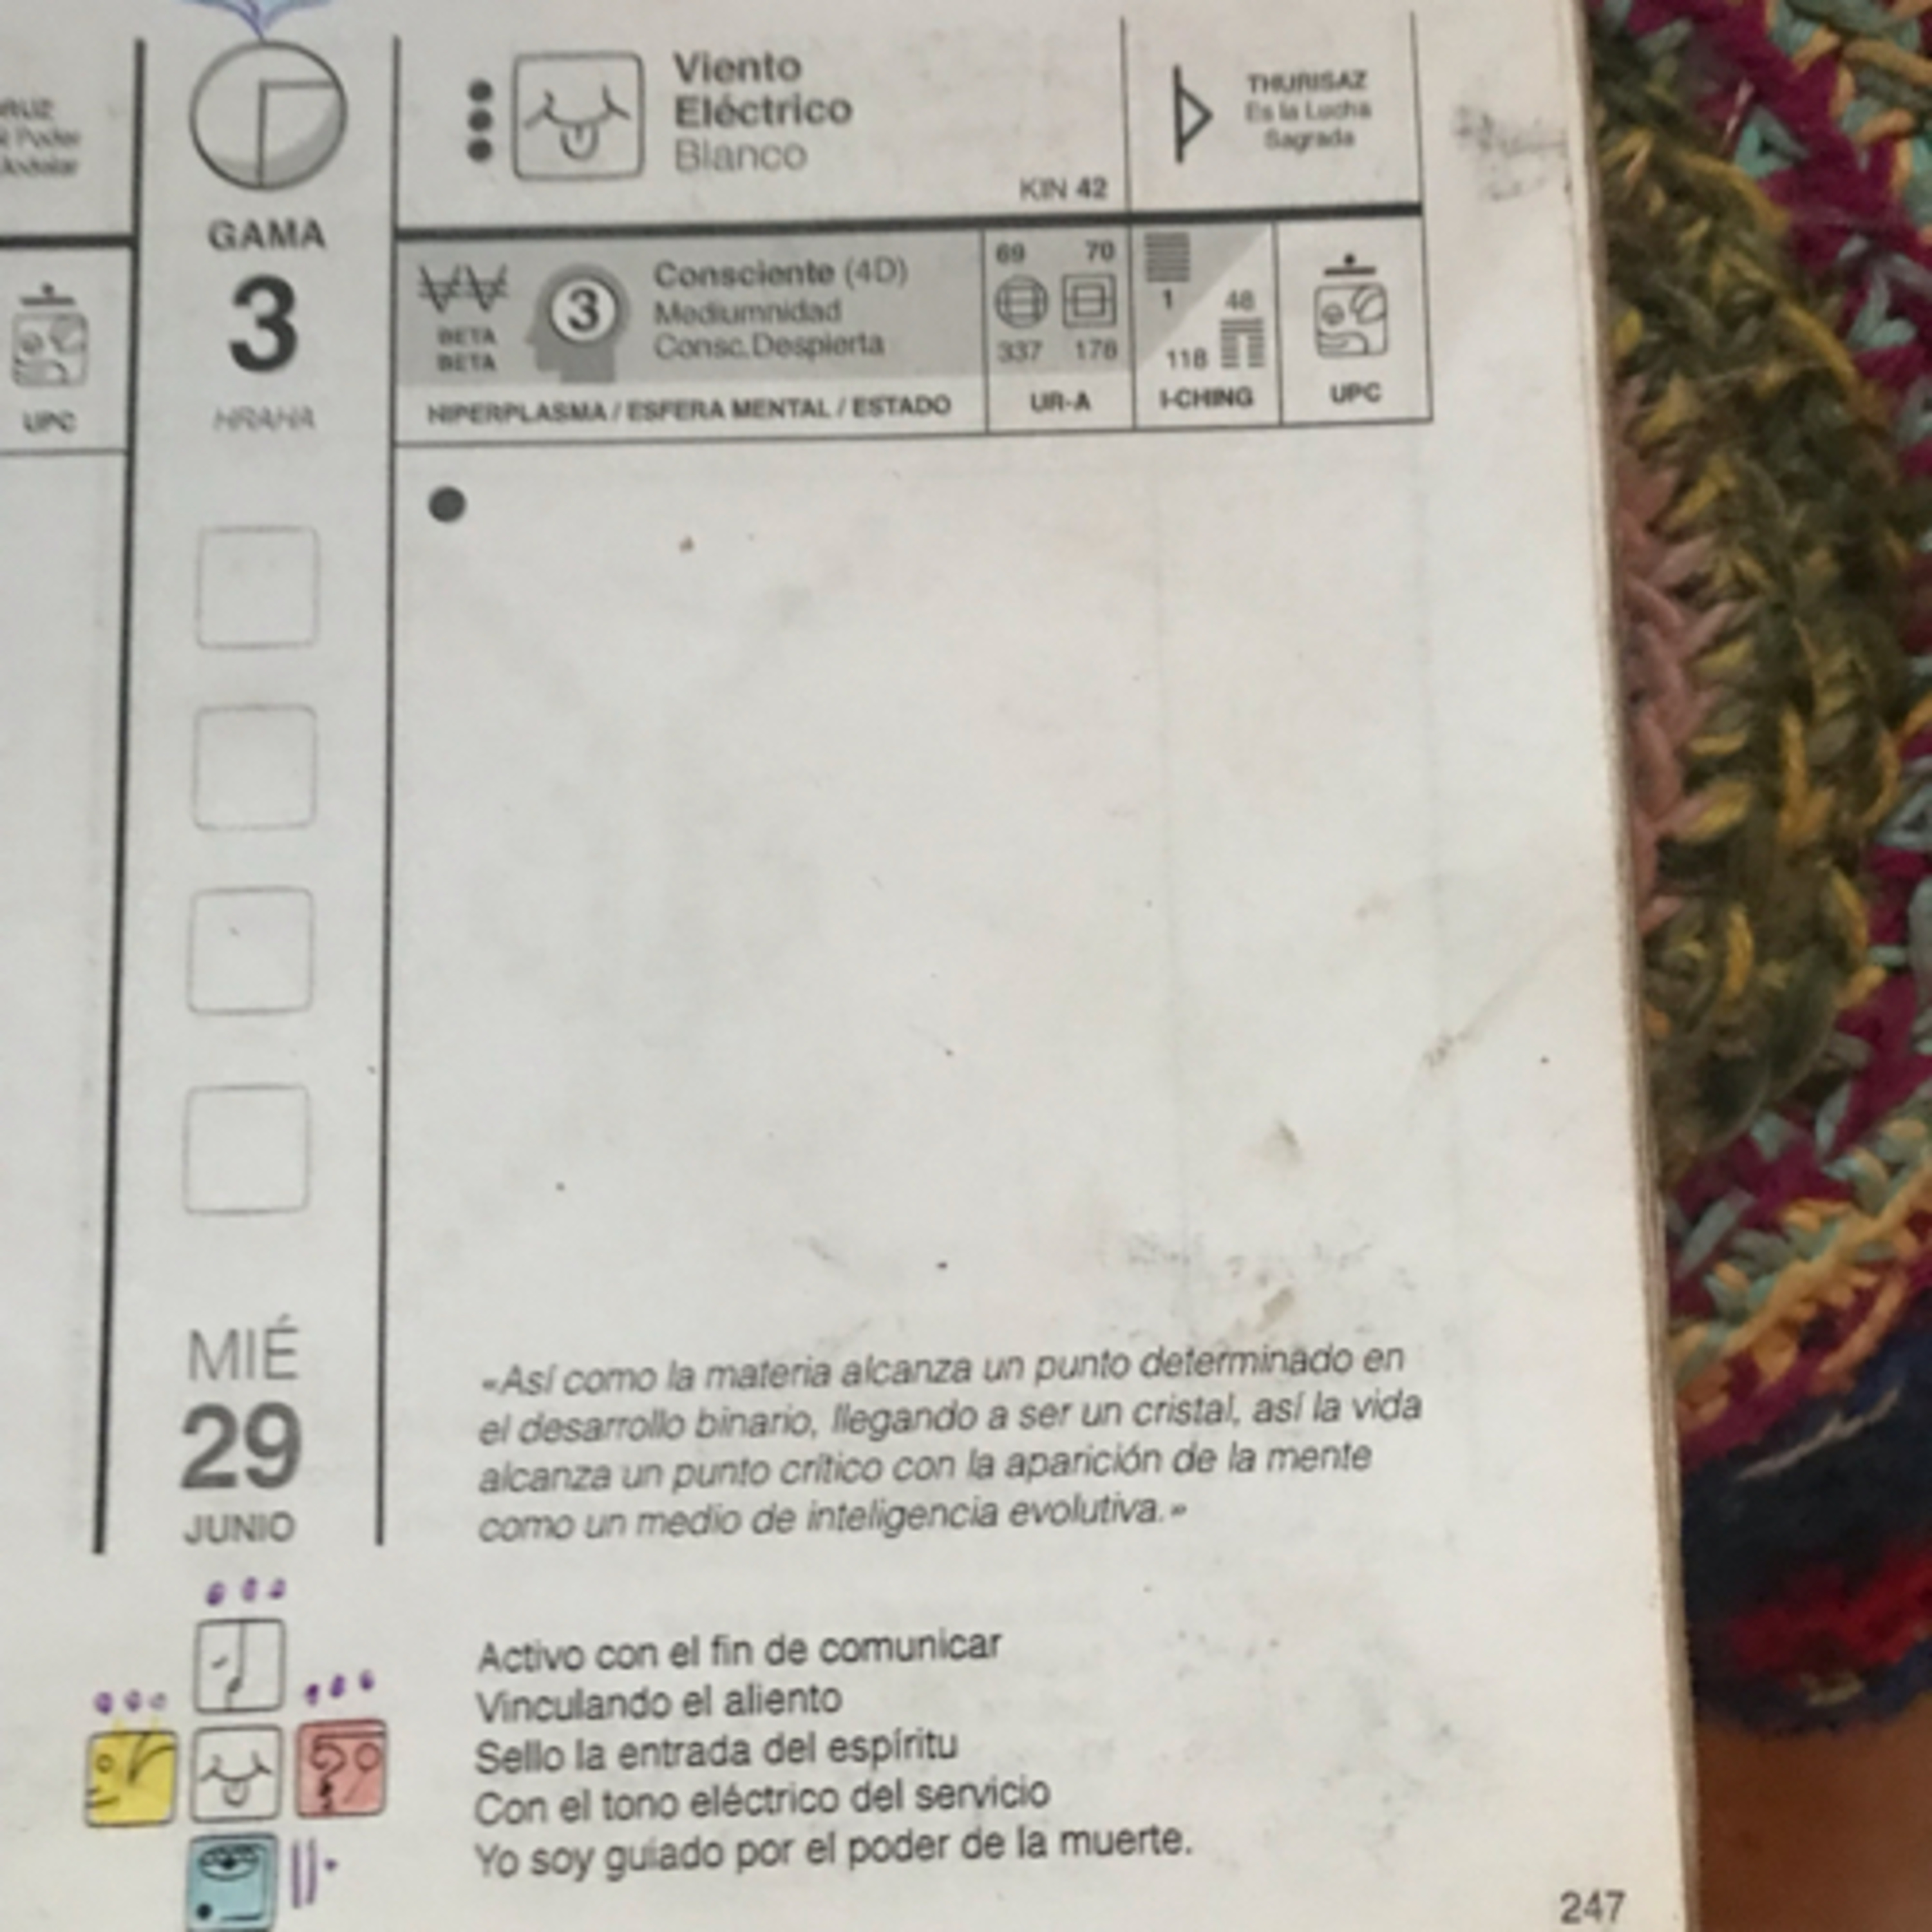 Poder
UPC
GAMA
3
Viento
Eléctrico
Blanco
KIN 42
THURISAZ
Es la Lucha
Sagrada
BETA
BETA
3
Consciente (4D)
Mediumnidad
Consc.Despierta
HIPERPLASMA / ESFERA MENTAL / ESTADO
69 70
337 176
UR-A
1
48
118
I-CHING
UPC
MIÉ
29
JUNIO
«Así como la materia alcanza un punto determinado en
el desarrollo binario, llegando a ser un cristal, así la vida
alcanza un punto crítico con la aparición de la mente
como un medio de inteligencia evolutiva.»
Activo con el fin de comunicar
Vinculando el aliento
Sello la entrada del espíritu
Con el tono eléctrico del servicio
Yo soy guiado por el poder de la muerte.
247